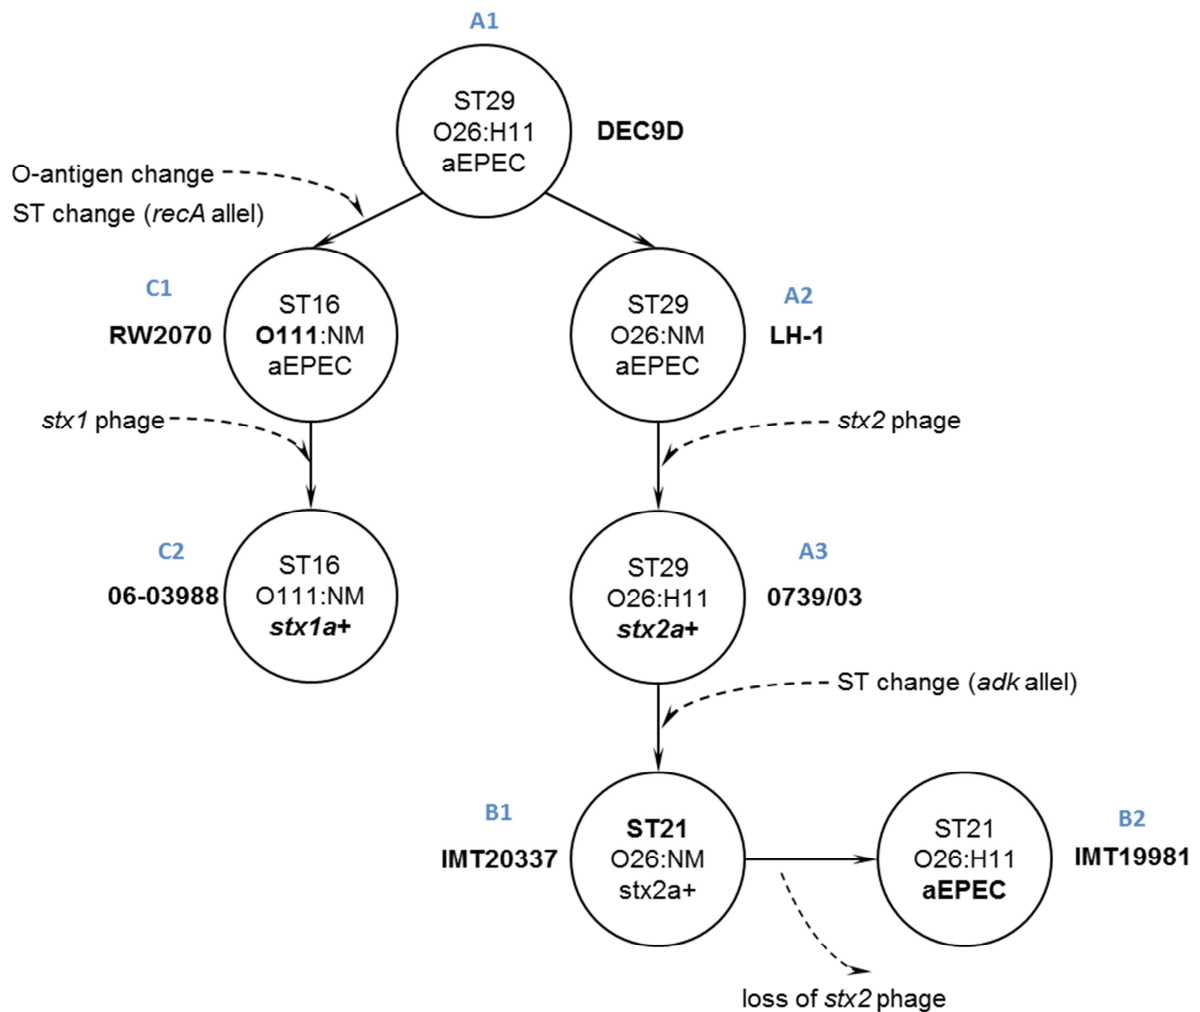 A1
ST29
O26:H11
aEPEC
DEC9D
O-antigen change
ST change (recA allel)
C1
RW2070
ST16
O111:NM
aEPEC
ST29
O26:NM
aEPEC
A2
LH-1
stx1 phage
stx2 phage
C2
06-03988
ST16
O111:NM
stx1a+
ST29
O26:H11
stx2a+
A3
0739/03
ST change (adk allel)
B1
IMT20337
ST21
O26:NM
stx2a+
ST21
O26:H11
aEPEC
B2
IMT19981
loss of stx2 phage